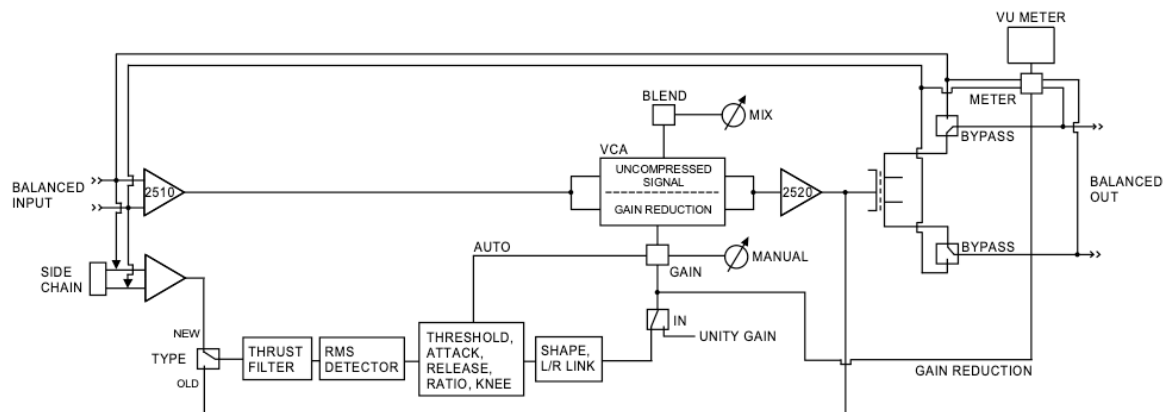 VU METER
BLEND
MIX
METER
BYPASS
VCA
UNCOMPRESSED
SIGNAL
GAIN REDUCTION
2510
2520
BALANCED
INPUT
BALANCED
OUT
BYPASS
AUTO
MANUAL
GAIN
SIDE
CHAIN
IN
UNITY GAIN
NEW
TYPE
OLD
THRUST
FILTER
RMS
DETECTOR
THRESHOLD,
ATTACK,
RELEASE,
RATIO, KNEE
SHAPE,
L/R LINK
GAIN REDUCTION